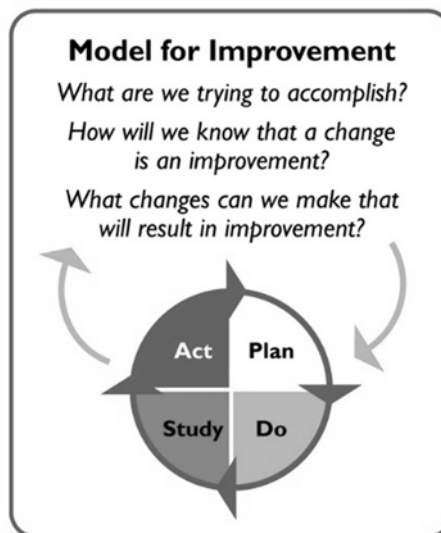 Model for Improvement
What are we trying to accomplish?
How will we know that a change
is an improvement?
What changes can we make that
will result in improvement?
Act
Plan
Study
Do